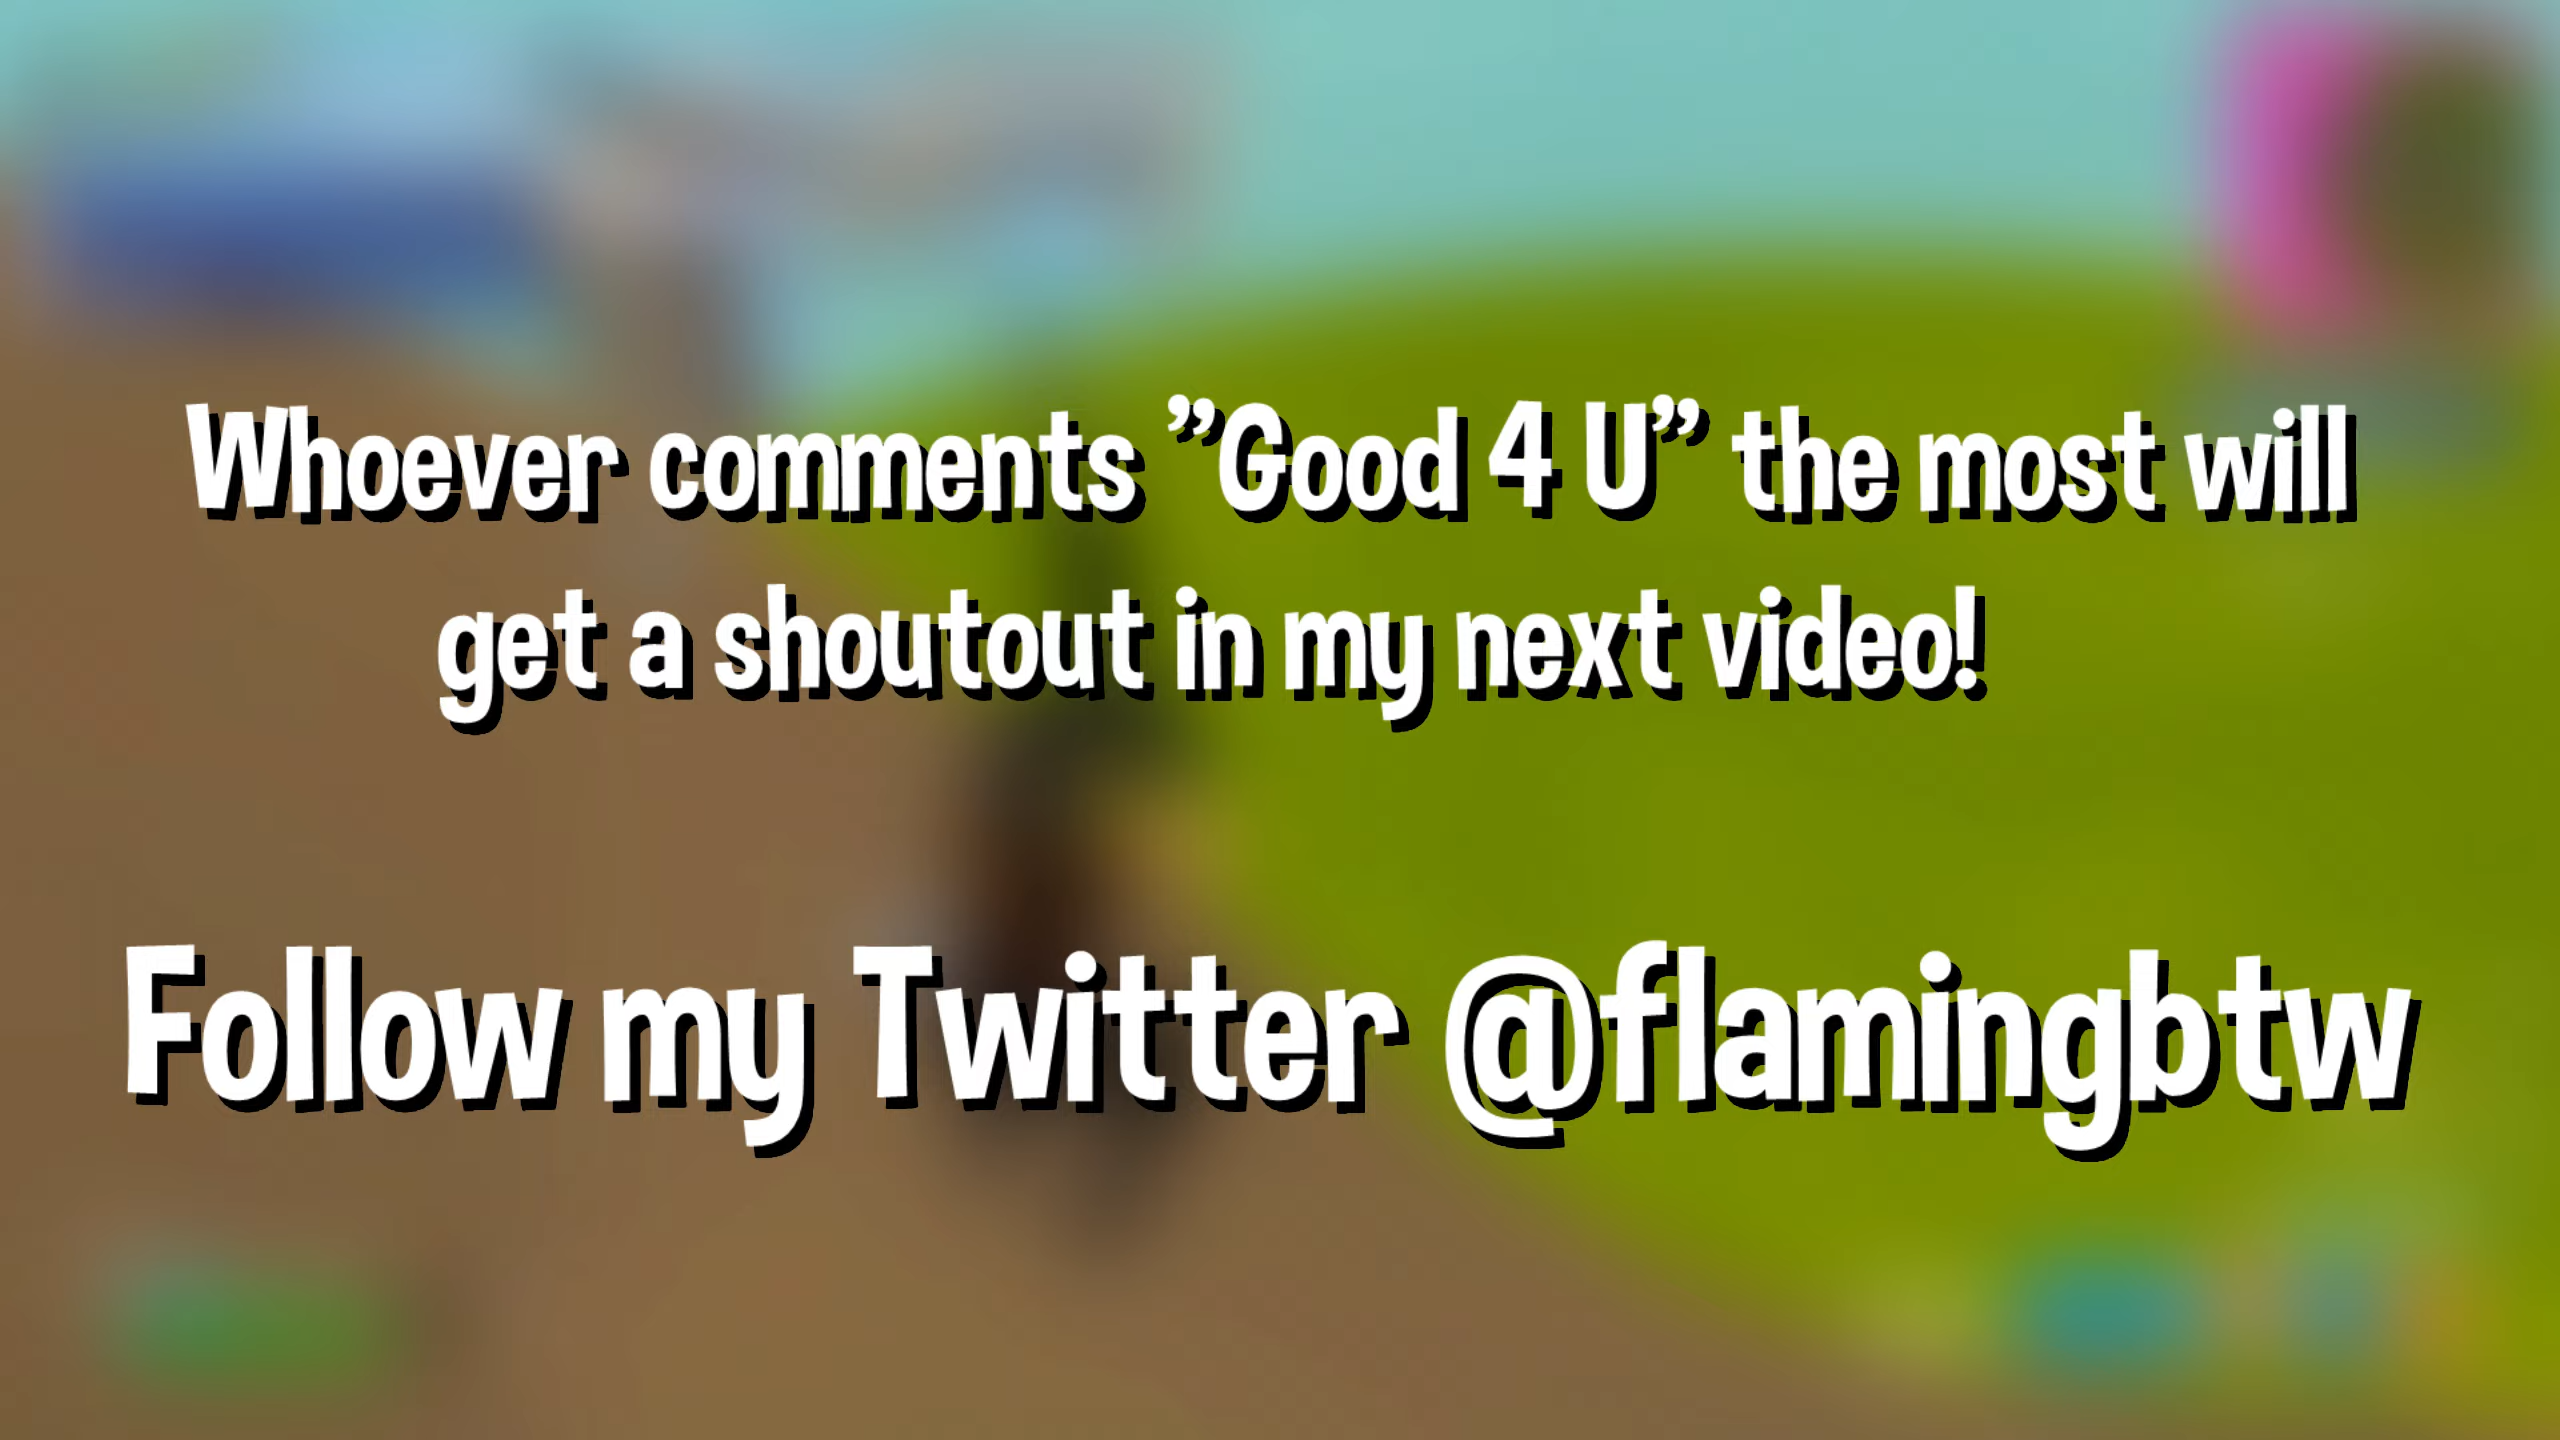 Whoever comments ”Good 4 U” the most will
get a shoutout in my next video!
Follow my Twitter @flamingbtw